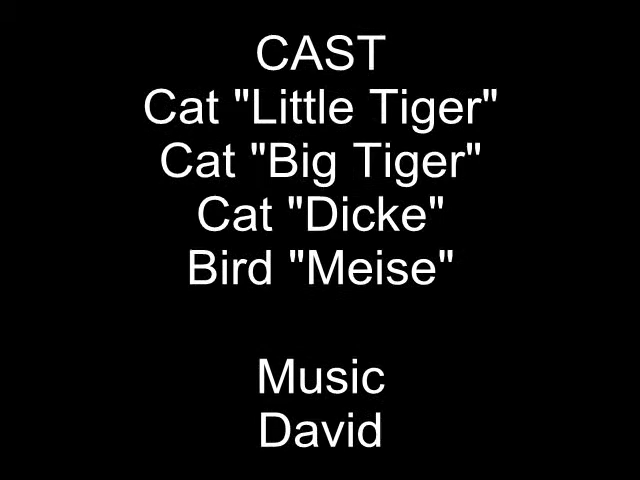 CAST
Cat "Little Tiger"
Cat "Big Tiger"
Cat "Dicke"
Bird "Meise"
Music
David